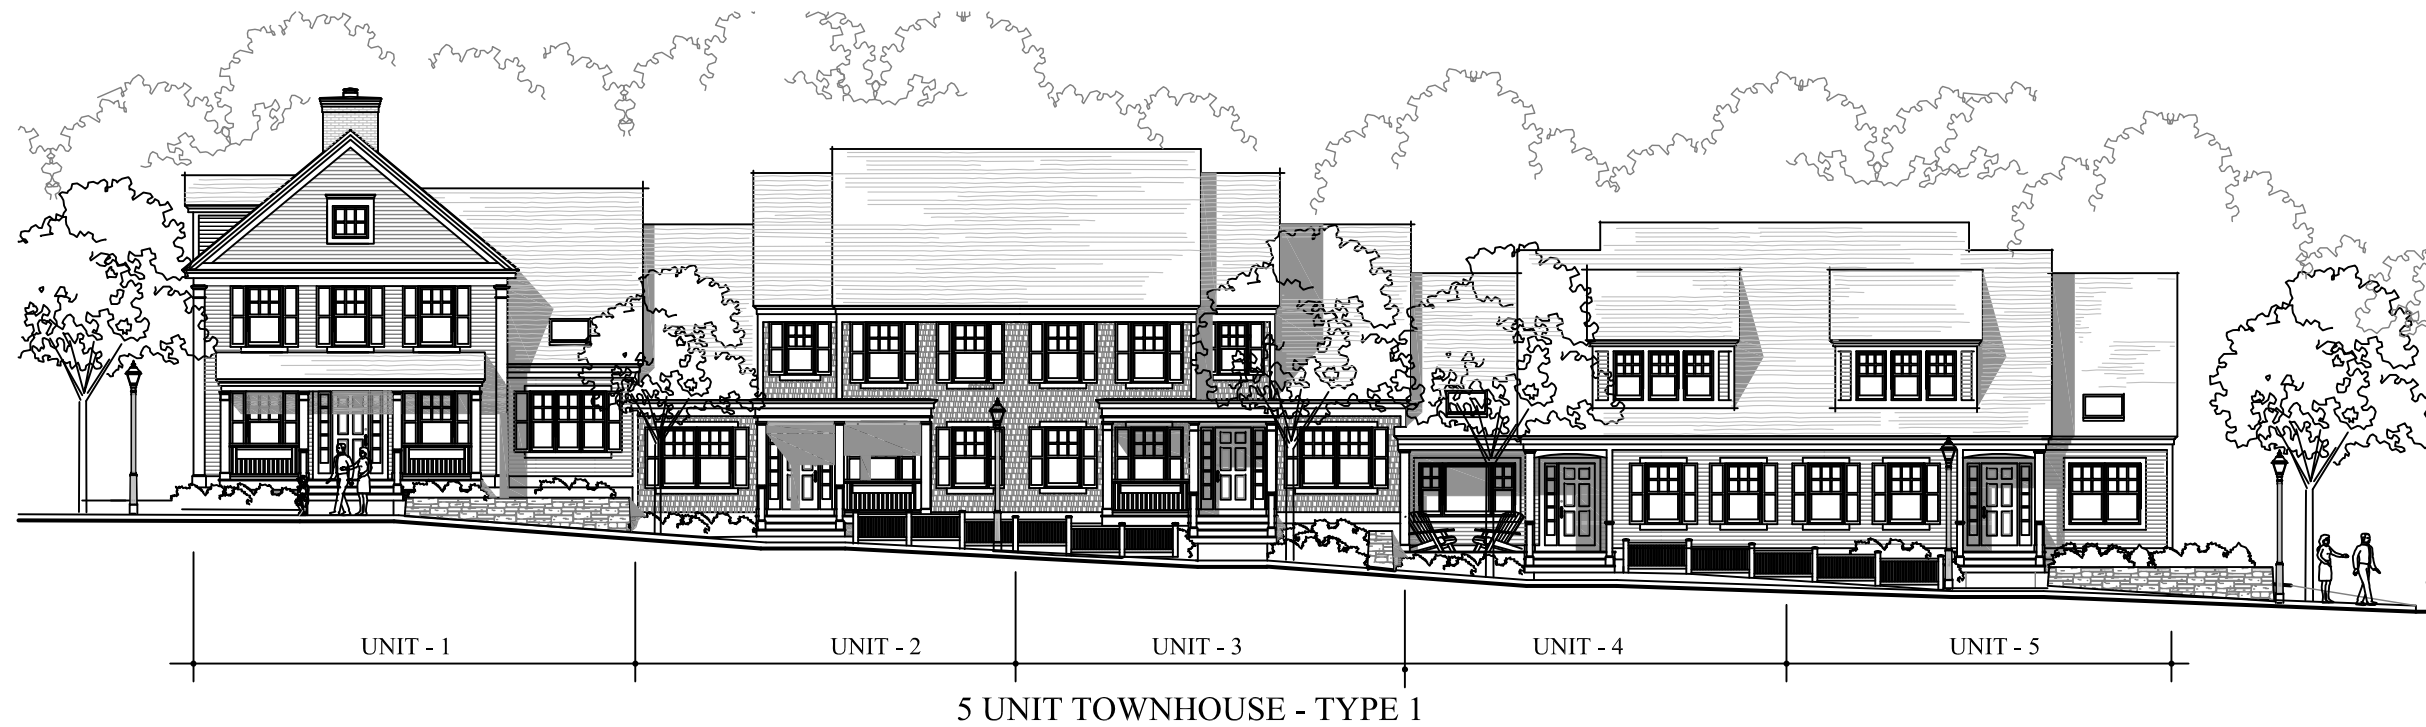 UNIT - 1
UNIT - 2
UNIT - 3
UNIT - 4
UNIT - 5
5 UNIT TOWNHOUSE - TYPE 1